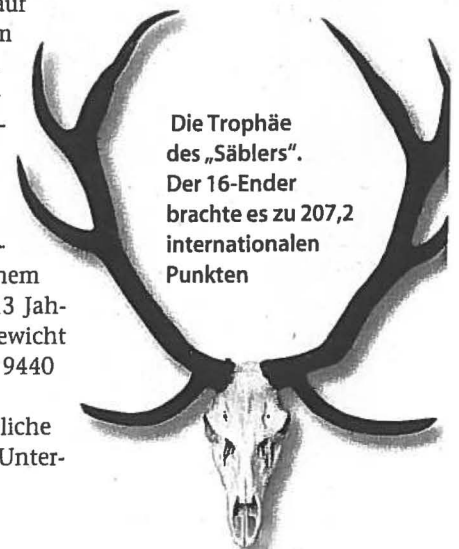 aur
n
-
-
nem
3 Jah-
ewicht
9440
liche
Unter-
Die Trophäe
des „Säblers“.
Der 16-Ender
brachte es zu 207,2
internationalen
Punkten